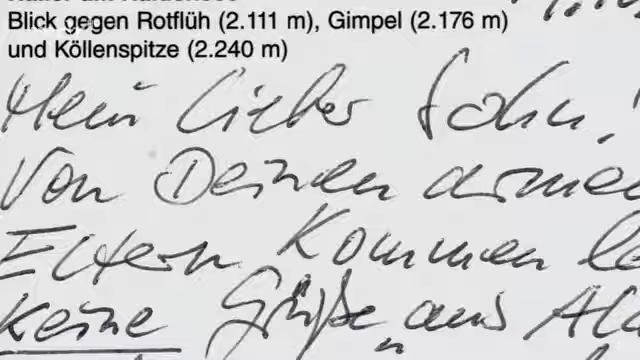 Blick gegen Rotflüh (2.111 m), Gimpel (2.176 m)
und Köllenspitze (2.240 m)
Mein lieber Sohn!
Von Deinen armen
Eltern kommen
keine Grüße aus